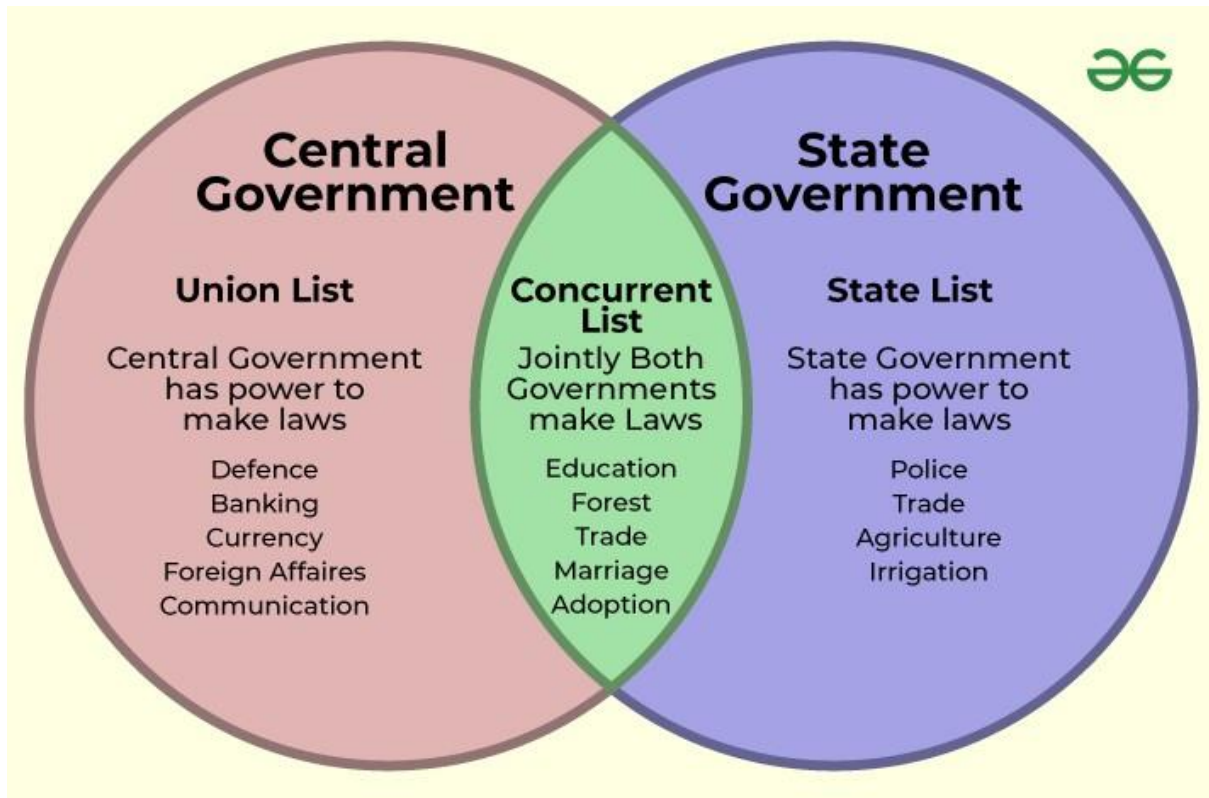 Central
Government
State
Government
Union List
Central Government
has power to
make laws
Defence
Banking
Currency
Foreign Affaires
Communication
Concurrent
List
Jointly Both
Governments
make Laws
Education
Forest
Trade
Marriage
Adoption
State List
State Government
has power to
make laws
Police
Trade
Agriculture
Irrigation